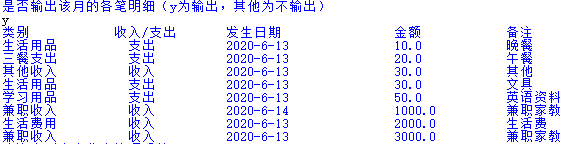 是否输出该月的各笔明细（y为输出，其他为不输出）
y
类别 收入/支出 发生日期 金额 备注
生活用品 支出 2020-6-13 10.0 晚餐
三餐支出 支出 2020-6-13 20.0 午餐
其他收入 收入 2020-6-13 30.0 其他
生活用品 支出 2020-6-13 30.0 文具
学习用品 支出 2020-6-13 50.0 英语资料
兼职收入 收入 2020-6-14 1000.0 兼职家教
生活费用 收入 2020-6-13 2000.0 生活费
兼职收入 收入 2020-6-13 3000.0 兼职家教